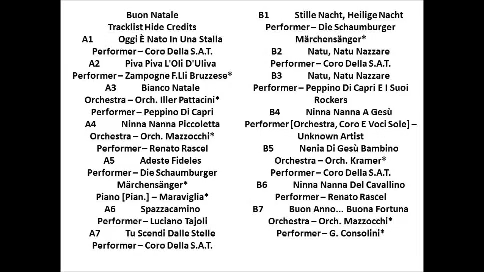 Buon Natale
Tracklist Hide Credits
A1 Oggi È Nato In Una Stalla
Performer – Coro Della S.A.T.
A2 Piva Piva L'Oli D'Uliva
Performer – Zampogne F.Lli Bruzzese*
A3 Bianco Natale
Orchestra – Orch. Iller Pattacini*
Performer – Peppino Di Capri
A4 Ninna Nanna Piccoletta
Orchestra – Orch. Mazzocchi*
Performer – Renato Rascel
A5 Adeste Fideles
Performer – Die Schaumburger
Märchensänger*
Piano [Pian.] – Maraviglia*
A6 Spazzacamino
Performer – Luciano Tajoli
A7 Tu Scendi Dalle Stelle
Performer – Coro Della S.A.T.
B1 Stille Nacht, Heilige Nacht
Performer – Die Schaumburger
Märchensänger*
B2 Natu, Natu Nazzare
Performer – Coro Della S.A.T.
B3 Natu, Natu Nazzare
Performer – Peppino Di Capri E I Suoi
Rockers
B4 Ninna Nanna A Gesù
Performer [Orchestra, Coro E Voci Sole] –
Unknown Artist
B5 Nenia Di Gesù Bambino
Orchestra – Orch. Kramer*
Performer – Coro Della S.A.T.
B6 Ninna Nanna Del Cavallino
Performer – Renato Rascel
B7 Buon Anno... Buona Fortuna
Orchestra – Orch. Mazzocchi*
Performer – G. Consolini*